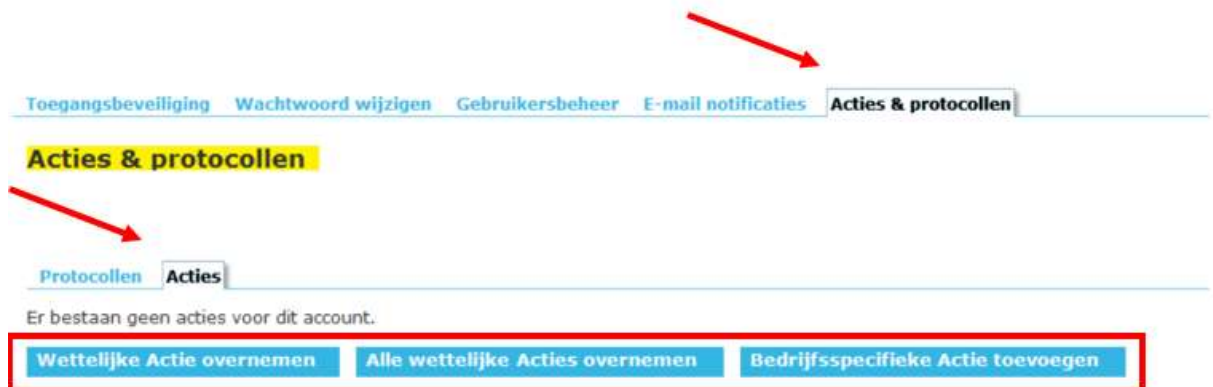 Toegangsbeveiliging Wachtwoord wijzigen Gebruikersbeheer E-mail notificaties Acties & protocollen
Acties & protocollen
Protocollen Acties
Er bestaan geen acties voor dit account.
Wettelijke Actie overnemen Alle wettelijke Acties overnemen Bedrijfsspecifieke Actie toevoegen